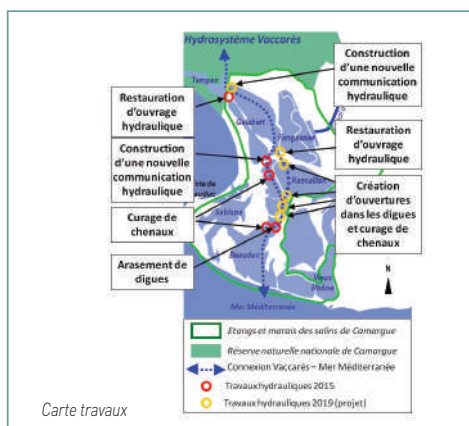 Hydrosystème Vaccarès
Construction
d'une nouvelle
communication
hydraulique
Tampan
Restauration
d'ouvrage
hydraulique
Galabert
Fangassier
Restauration
d'ouvrage
hydraulique
Construction
d'une nouvelle
communication
hydraulique
Rascaillan
Création
d'ouvertures
dans les digues
et curage de
chenaux
Curage de
chenaux
Sablons
Arasement de
digues
Beauduc
Vieux
Rhône
N
Mer Méditerranée
Etangs et marais des salins de Camargue
Réserve naturelle nationale de Camargue
Connexion Vaccarès – Mer Méditerranée
Travaux hydrauliques 2015
Travaux hydrauliques 2019 (projet)
Carte travaux